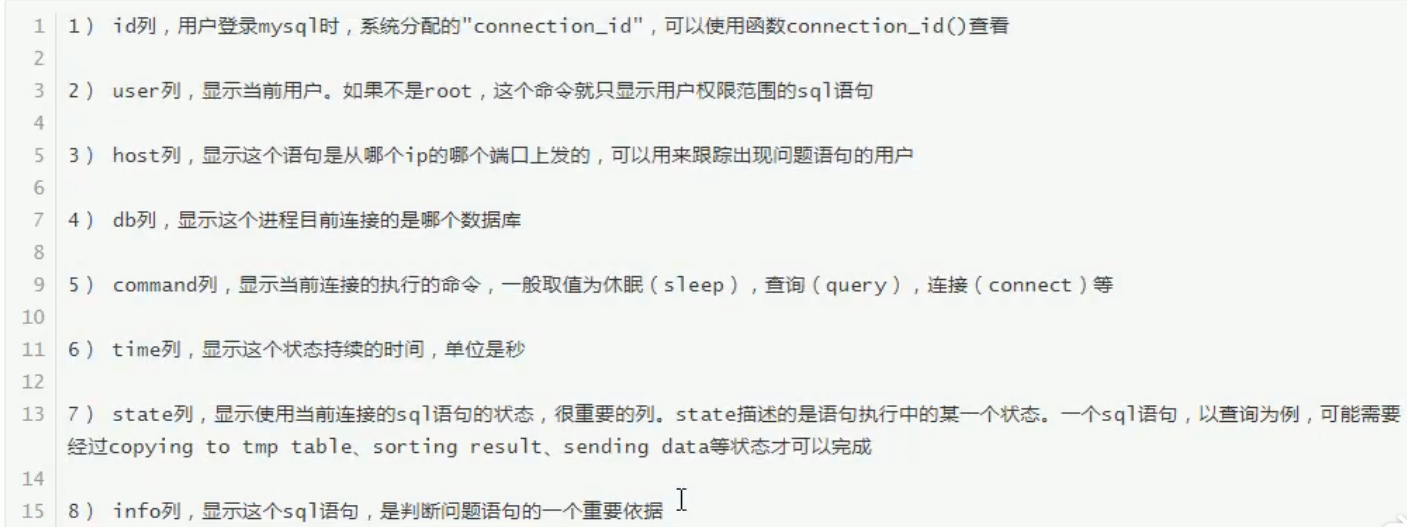 1 1） id列，用户登录mysql时，系统分配的"connection_id"，可以使用函数connection_id()查看
2
3 2） user列，显示当前用户。如果不是root，这个命令就只显示用户权限范围的sql语句
4
5 3） host列，显示这个语句是从哪个ip的哪个端口上发的，可以用来跟踪出现问题语句的用户
6
7 4） db列，显示这个进程目前连接的是哪个数据库
8
9 5） command列，显示当前连接的执行的命令，一般取值为休眠（sleep），查询（query），连接（connect）等
10
11 6） time列，显示这个状态持续的时间，单位是秒
12
13 7） state列，显示使用当前连接的sql语句的状态，很重要的列。state描述的是语句执行中的某一个状态。一个sql语句，以查询为例，可能需要
经过copying to tmp table、sorting result、sending data等状态才可以完成
14
15 8） info列，显示这个sql语句，是判断问题语句的一个重要依据